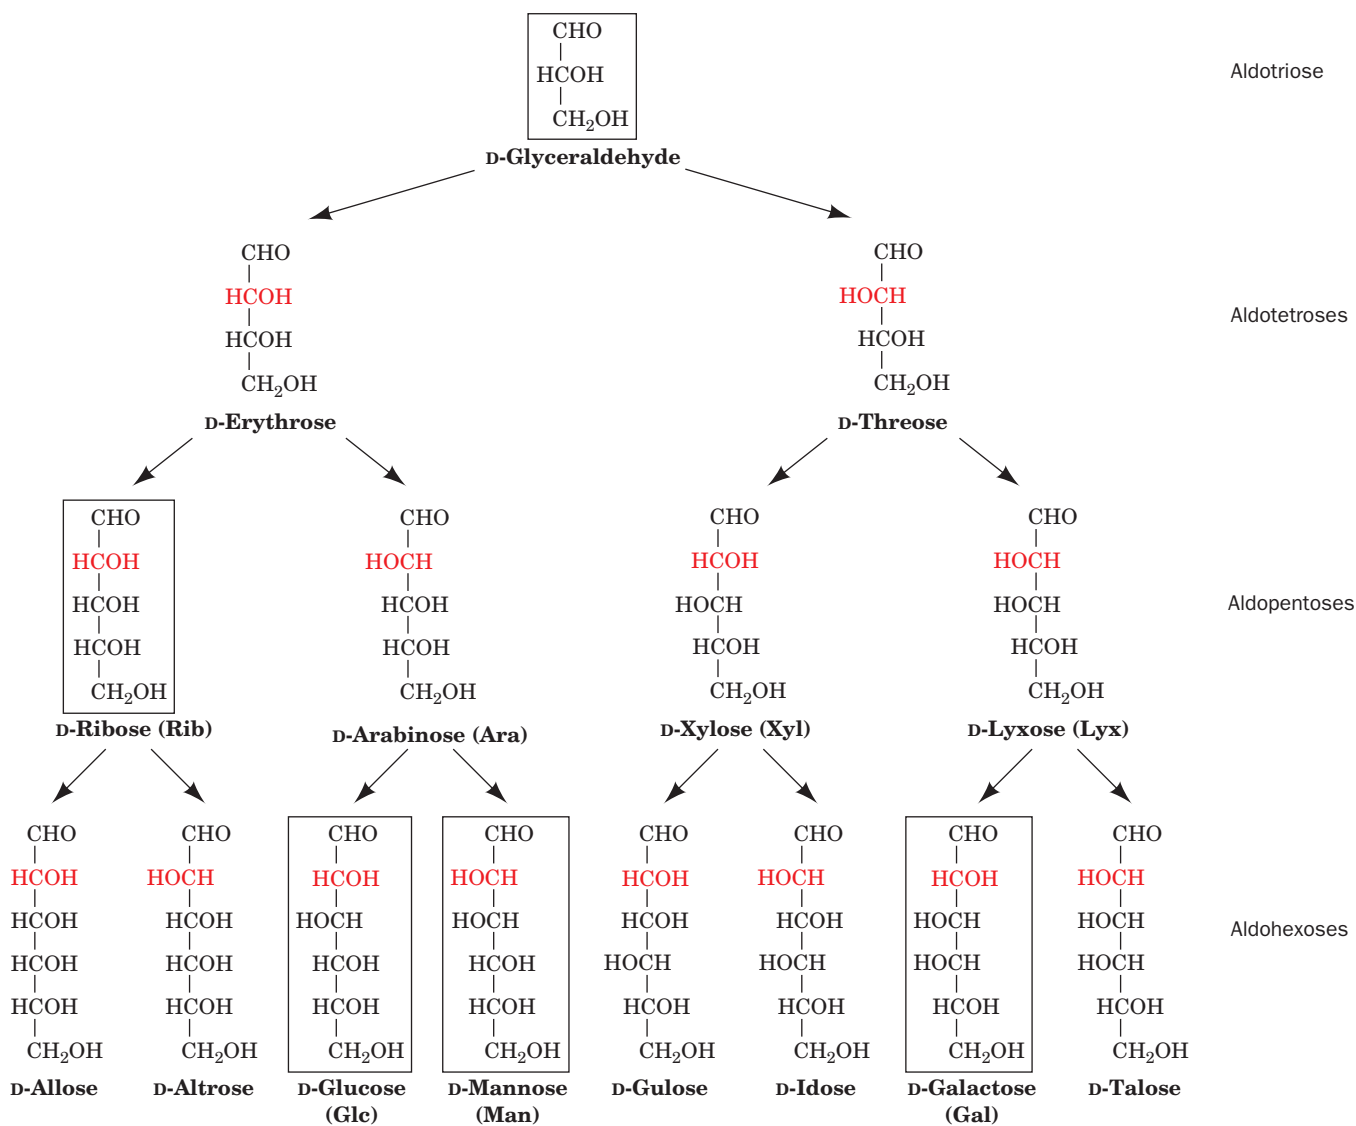 CHO
HCOH
CH₂OH
Aldotriose
D-Glyceraldehyde
CHO CHO
HCOH HOCH
HCOH HCOH
CH₂OH CH₂OH
Aldotetroses
D-Erythrose D-Threose
CHO CHO CHO CHO
HCOH HOCH HCOH HOCH
HCOH HCOH HOCH HOCH
HCOH HCOH HCOH HCOH
CH₂OH CH₂OH CH₂OH CH₂OH
Aldopentoses
D-Ribose (Rib) D-Arabinose (Ara) D-Xylose (Xyl) D-Lyxose (Lyx)
CHO CHO CHO CHO CHO CHO CHO CHO
HCOH HOCH HCOH HOCH HCOH HOCH HCOH HOCH
HCOH HCOH HOCH HOCH HCOH HCOH HOCH HOCH
HCOH HCOH HCOH HCOH HOCH HOCH HOCH HOCH
HCOH HCOH HCOH HCOH HCOH HCOH HCOH HCOH
CH₂OH CH₂OH CH₂OH CH₂OH CH₂OH CH₂OH CH₂OH CH₂OH
Aldohexoses
D-Allose D-Altrose D-Glucose D-Mannose D-Gulose D-Idose D-Galactose D-Talose
(Glc) (Man) (Gal)